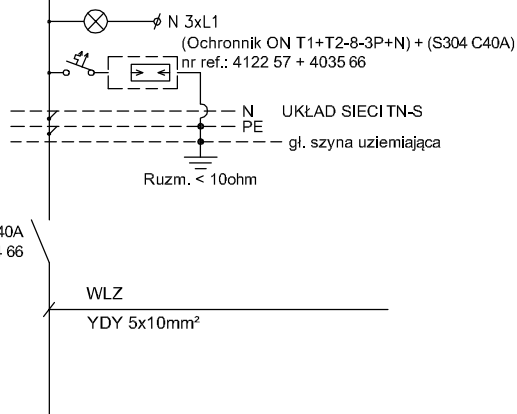 N 3xL1
(Ochronnik ON T1+T2-8-3P+N) + (S304 C40A)
nr ref.: 4122 57 + 4035 66
N UKŁAD SIECI TN-S
PE
gł. szyna uziemiająca
Ruzm. < 10ohm
40A
66
WLZ
YDY 5x10mm²